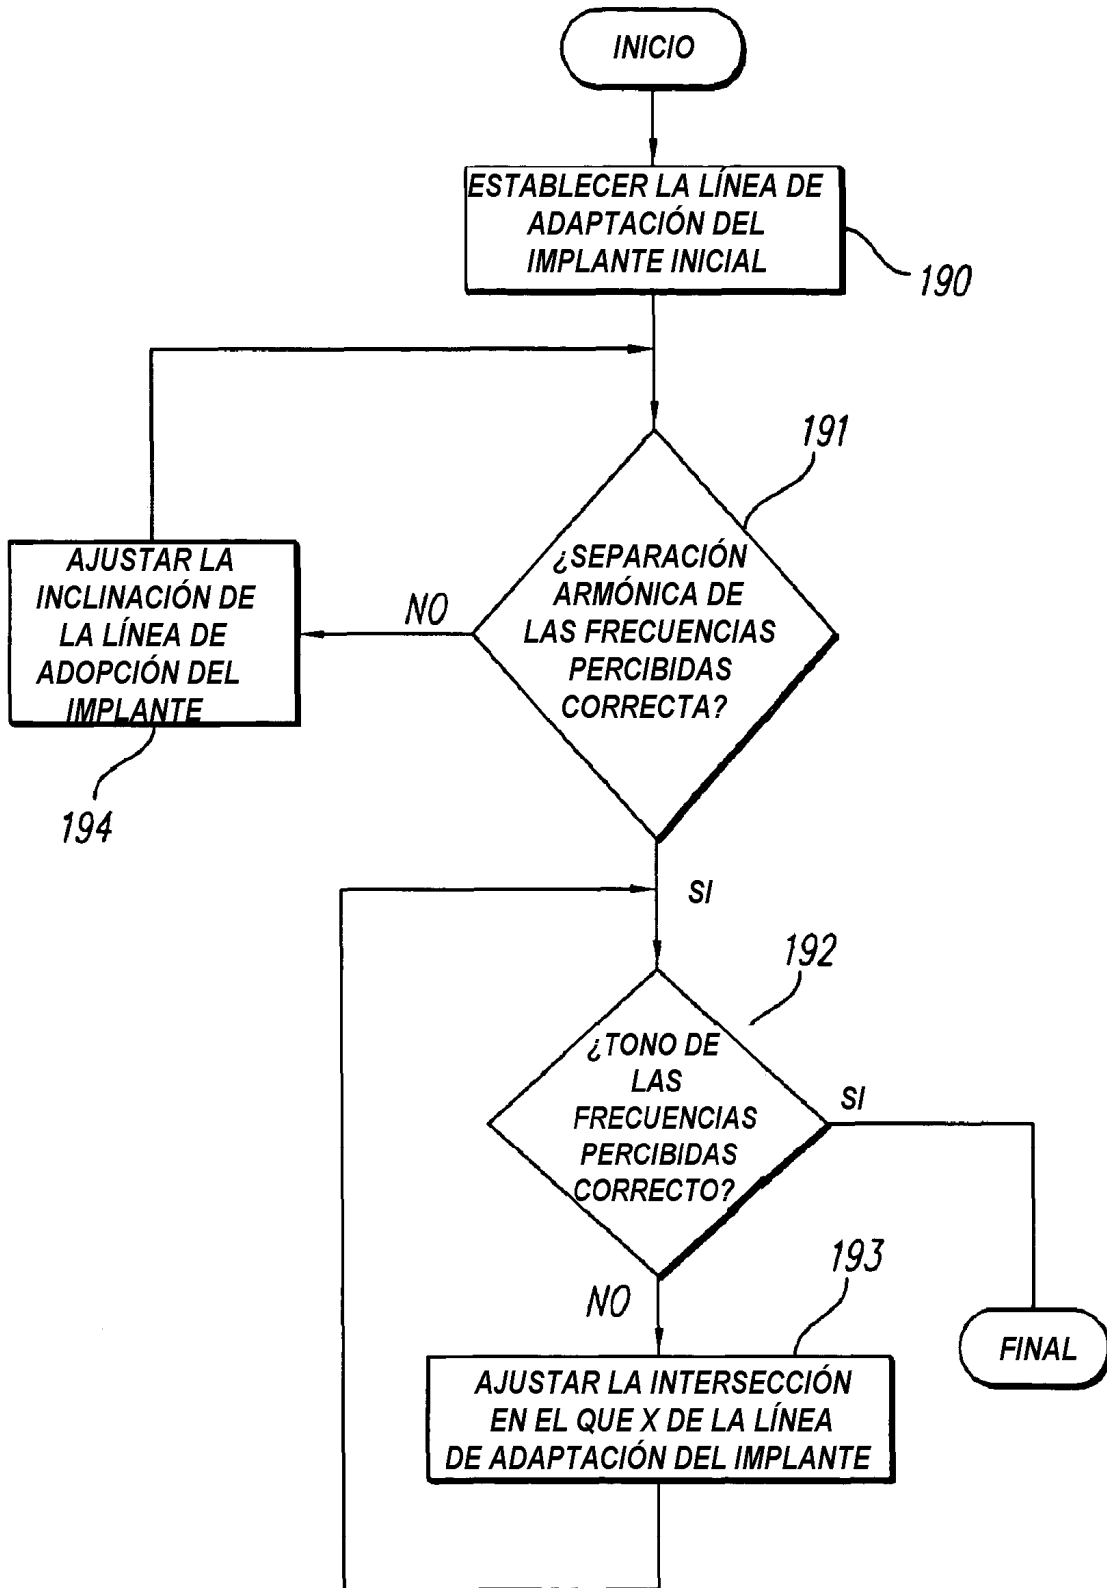 INICIO
ESTABLECER LA LÍNEA DE
ADAPTACIÓN DEL
IMPLANTE INICIAL
190
191
¿SEPARACIÓN
ARMÓNICA DE
LAS FRECUENCIAS
PERCIBIDAS
CORRECTA?
NO
AJUSTAR LA
INCLINACIÓN DE
LA LÍNEA DE
ADOPCIÓN DEL
IMPLANTE
194
SI
192
¿TONO DE
LAS
FRECUENCIAS
PERCIBIDAS
CORRECTO?
SI
NO
193
AJUSTAR LA INTERSECCIÓN
EN EL QUE X DE LA LÍNEA
DE ADAPTACIÓN DEL IMPLANTE
FINAL